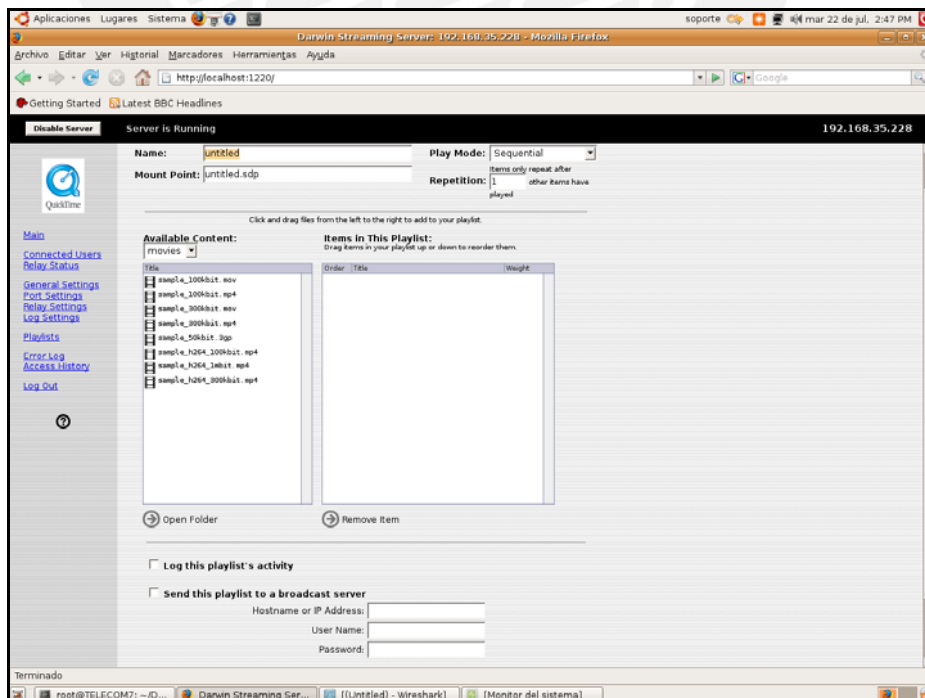 Aplicaciones Lugares Sistema soporte mar 22 de jul, 2:47 PM
Darwin Streaming Server: 192.168.35.228 - Mozilla Firefox
Archivo Editar Ver Historial Marcadores Herramientas Ayuda
http://localhost:1220/ Google
Getting Started Latest BBC Headlines
Disable Server Server is Running 192.168.35.228
Name: untitled Play Mode: Sequential
Mount Point: untitled.sdp Repetition: 1 Items only repeat after other items have played
QuickTime
Click and drag files from the left to the right to add to your playlist.
Main
Connected Users
Relay Status
General Settings
Port Settings
Relay Settings
Log Settings
Playlists
Error Log
Access History
Log Out
Available Content:
movies
Title
sample_100kbit.mov
sample_100kbit.mp4
sample_300kbit.mov
sample_300kbit.mp4
sample_50kbit.3gp
sample_h264_100kbit.mp4
sample_h264_1mbit.mp4
sample_h264_300kbit.mp4
Open Folder
Items in This Playlist:
Drag items in your playlist up or down to reorder them.
Order Title Weight
Remove Item
Log this playlist's activity
Send this playlist to a broadcast server
Hostname or IP Address:
User Name:
Password:
Terminado
root@TELECOM7: ~/D... Darwin Streaming Ser... [(Untitled) - Wireshark] [Monitor del sistema]